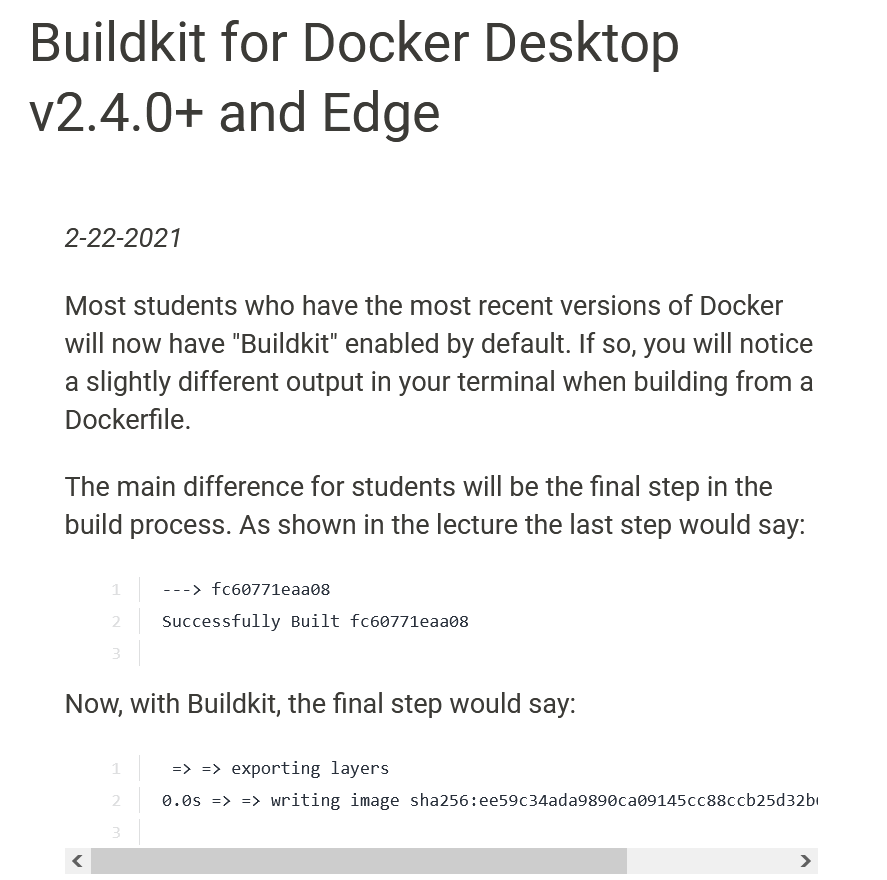 Buildkit for Docker Desktop
v2.4.0+ and Edge
2-22-2021
Most students who have the most recent versions of Docker
will now have "Buildkit" enabled by default. If so, you will notice
a slightly different output in your terminal when building from a
Dockerfile.
The main difference for students will be the final step in the
build process. As shown in the lecture the last step would say:
1 ---> fc60771eaa08
2 Successfully Built fc60771eaa08
3
Now, with Buildkit, the final step would say:
1 => => exporting layers
2 0.0s => => writing image sha256:ee59c34ada9890ca09145cc88ccb25d32b
3